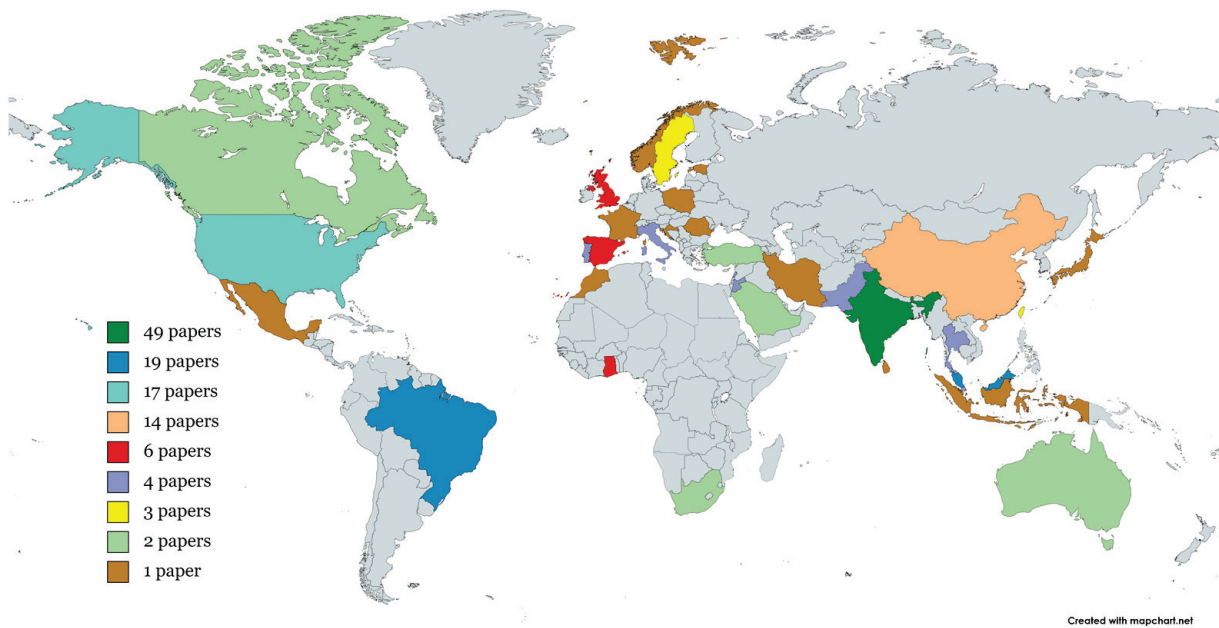 49 papers
19 papers
17 papers
14 papers
6 papers
4 papers
3 papers
2 papers
1 paper
Created with mapchart.net